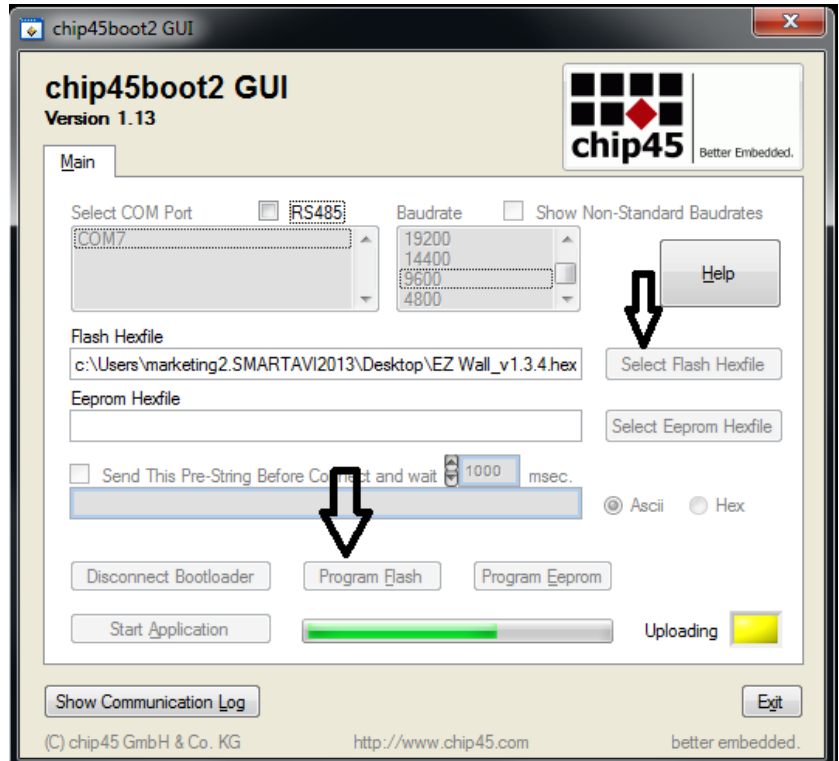 chip45boot2 GUI
chip45boot2 GUI
Version 1.13
chip45 Better Embedded.
Main
Select COM Port RS485 Baudrate Show Non-Standard Baudrates
COM7
19200
14400
9600
4800
Help
Flash Hexfile
c:\Users\marketing2.SMARTAVI2013\Desktop\EZ Wall_v1.3.4.hex Select Flash Hexfile
Eeprom Hexfile
Select Eeprom Hexfile
Send This Pre-String Before Connect and wait 1000 msec.
Ascii Hex
Disconnect Bootloader Program Flash Program Eeprom
Start Application Uploading
Show Communication Log Exit
(C) chip45 GmbH & Co. KG http://www.chip45.com better embedded.